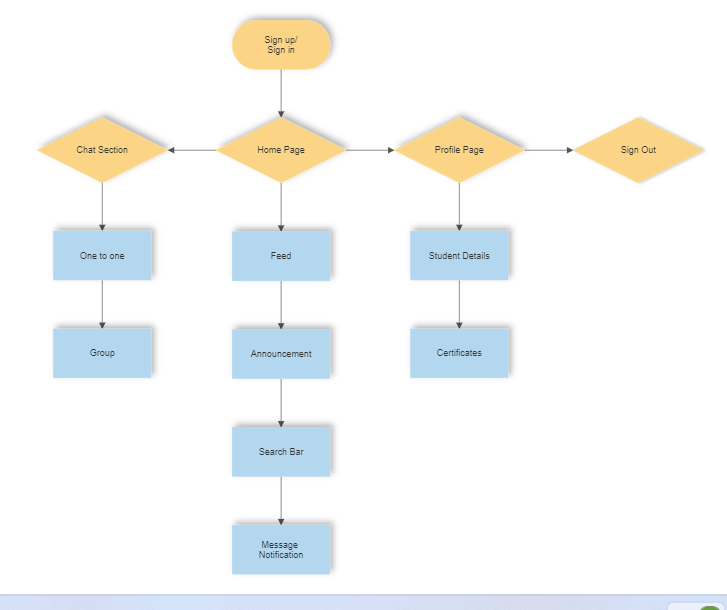 Sign up/
Sign in
Chat Section
Home Page
Profile Page
Sign Out
One to one
Feed
Student Details
Group
Announcement
Certificates
Search Bar
Message
Notification